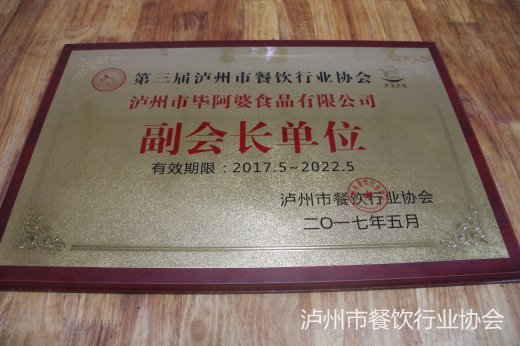 第三届泸州市餐饮行业协会
泸州市毕阿婆食品有限公司
副会长单位
有效期限：2017.5~2022.5
泸州市餐饮行业协会
二〇一七年五月
泸州市餐饮行业协会